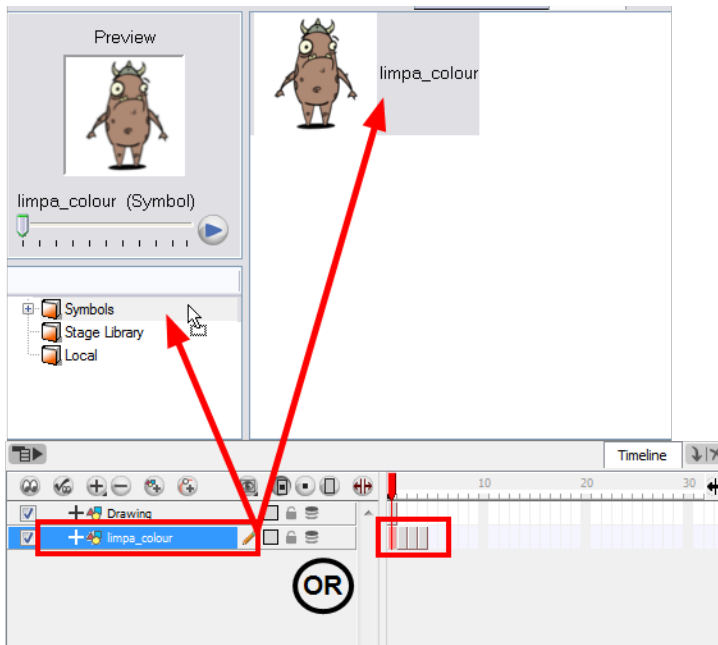 Preview
limpa_colour
limpa_colour (Symbol)
Symbols
Stage Library
Local
Timeline
10 20 30
Drawing
limpa_colour
OR